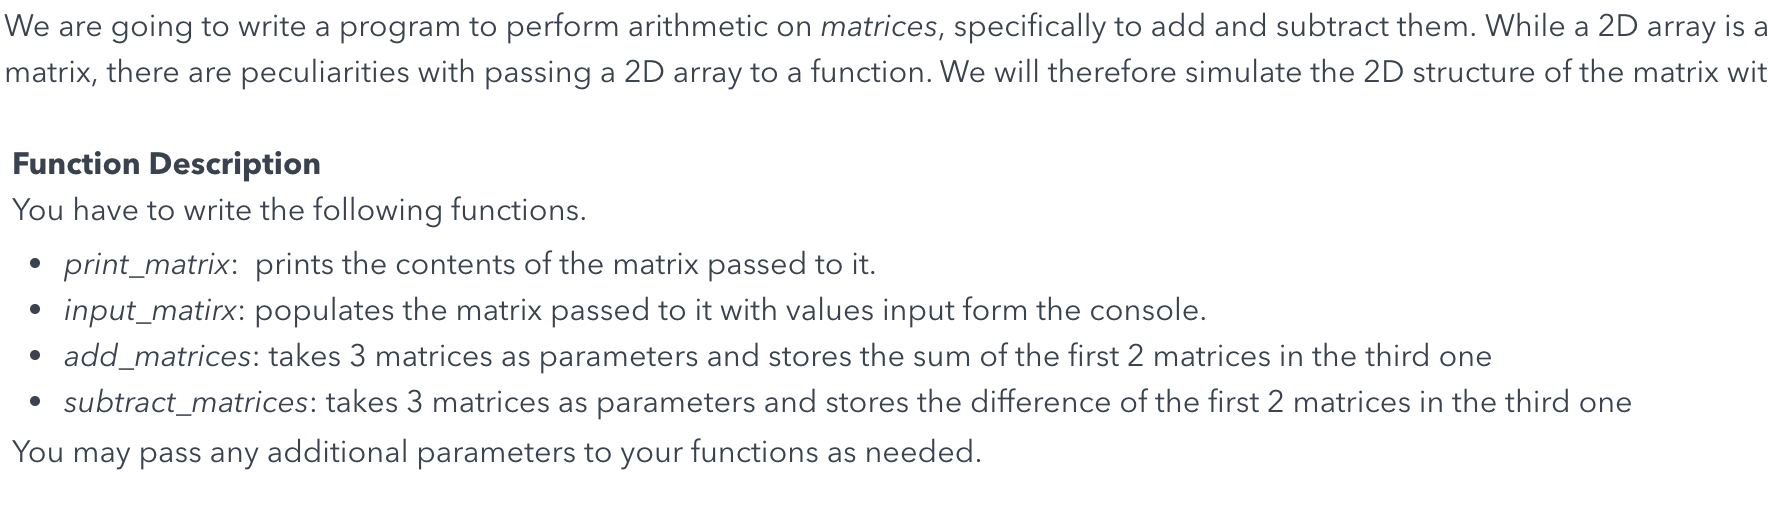 We are going to write a program to perform arithmetic on matrices, specifically to add and subtract them. While a 2D array is a
matrix, there are peculiarities with passing a 2D array to a function. We will therefore simulate the 2D structure of the matrix wit
Function Description
You have to write the following functions.
• print_matrix: prints the contents of the matrix passed to it.
• input_matirx: populates the matrix passed to it with values input form the console.
• add_matrices: takes 3 matrices as parameters and stores the sum of the first 2 matrices in the third one
• subtract_matrices: takes 3 matrices as parameters and stores the difference of the first 2 matrices in the third one
You may pass any additional parameters to your functions as needed.